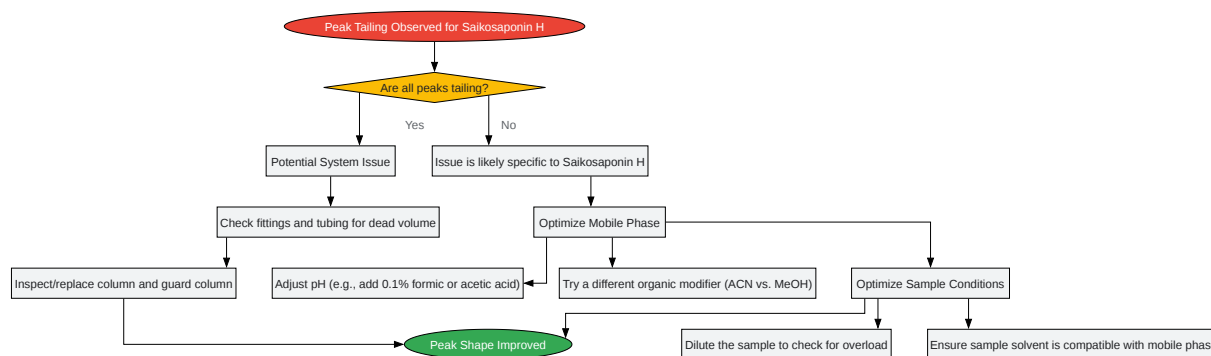 Peak Tailing Observed for Saikosaponin H
Are all peaks tailing?
Yes
No
Potential System Issue
Issue is likely specific to Saikosaponin H
Check fittings and tubing for dead volume
Optimize Mobile Phase
Inspect/replace column and guard column
Adjust pH (e.g., add 0.1% formic or acetic acid)
Try a different organic modifier (ACN vs. MeOH)
Optimize Sample Conditions
Peak Shape Improved
Dilute the sample to check for overload
Ensure sample solvent is compatible with mobile phase